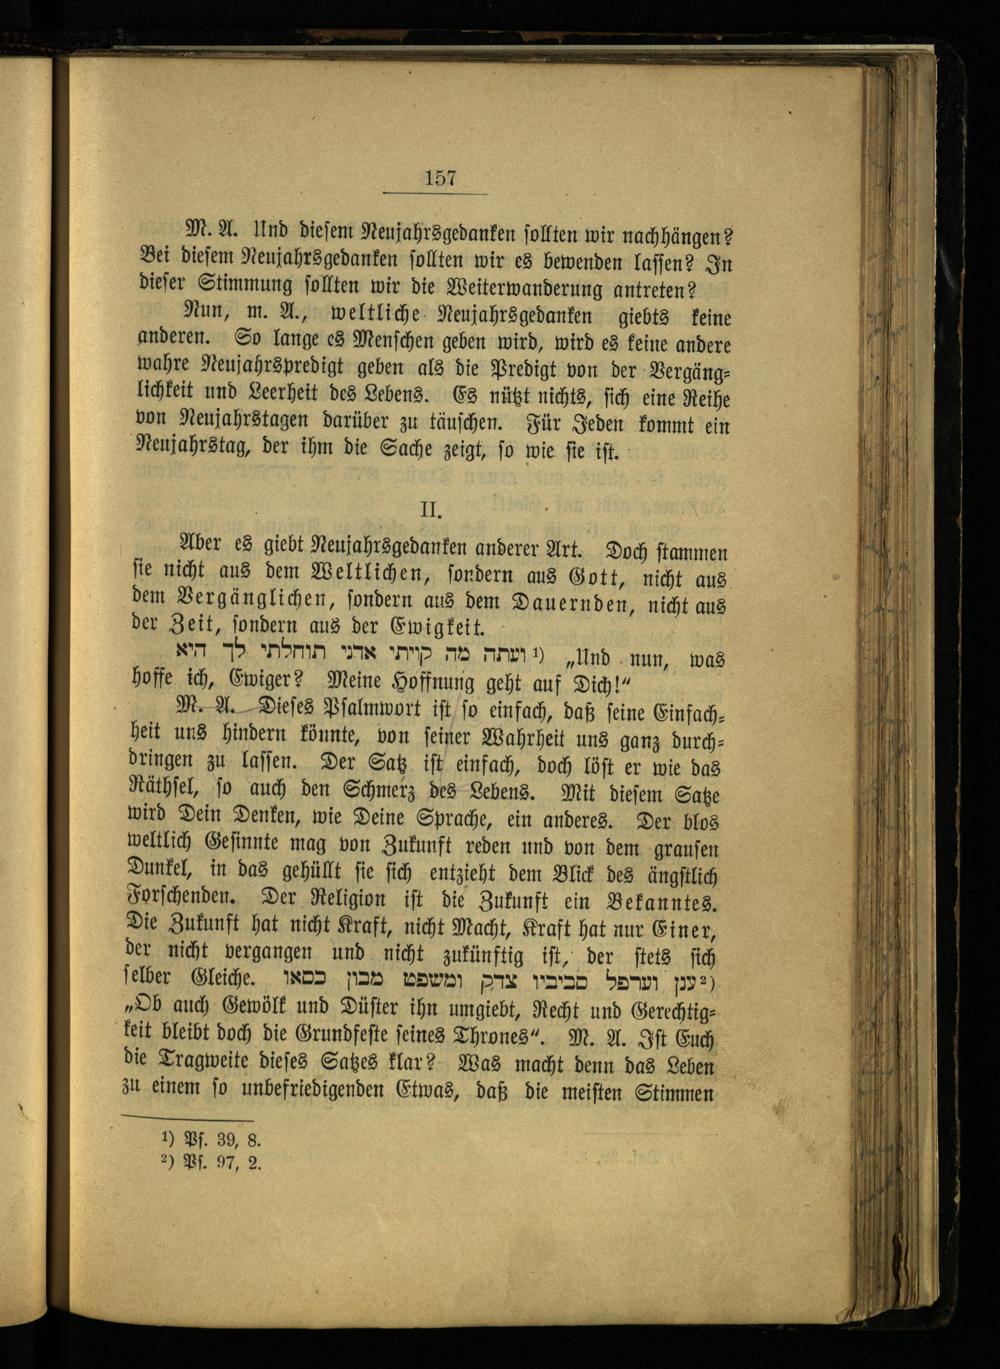 157
M. A. Und diesem Neujahrsgedanken sollten wir nachhängen?
Bei diesem Neujahrsgedanken sollten wir es bewenden lassen? In
dieser Stimmung sollten wir die Weiterwanderung antreten?
Nun, m. A., weltliche Neujahrsgedanken giebts keine
anderen. So lange es Menschen geben wird, wird es keine andere
wahre Neujahrspredigt geben als die Predigt von der Vergäng-
lichkeit und Leerheit des Lebens. Es nützt nichts, sich eine Reihe
von Neujahrstagen darüber zu täuschen. Für Jeden kommt ein
Neujahrstag, der ihm die Sache zeigt, so wie sie ist.
II.
Aber es giebt Neujahrsgedanken anderer Art. Doch stammen
sie nicht aus dem Weltlichen, sondern aus Gott, nicht aus
dem Vergänglichen, sondern aus dem Dauernden, nicht aus
der Zeit, sondern aus der Ewigkeit.
ועתה מה קויתי אדני תוחלתי לך היא ¹) „Und nun, was
hoffe ich, Ewiger? Meine Hoffnung geht auf Dich!“
M. A. Dieses Psalmwort ist so einfach, daß seine Einfach-
heit uns hindern könnte, von seiner Wahrheit uns ganz durch-
dringen zu lassen. Der Satz ist einfach, doch löst er wie das
Räthsel, so auch den Schmerz des Lebens. Mit diesem Satze
wird Dein Denken, wie Deine Sprache, ein anderes. Der blos
weltlich Gesinnte mag von Zukunft reden und von dem grausen
Dunkel, in das gehüllt sie sich entzieht dem Blick des ängstlich
Forschenden. Der Religion ist die Zukunft ein Bekanntes.
Die Zukunft hat nicht Kraft, nicht Macht, Kraft hat nur Einer,
der nicht vergangen und nicht zukünftig ist, der stets sich
selber Gleiche. ענן וערפל סביביו צדק ומשפט מכון כסאו ²)
„Ob auch Gewölk und Düster ihn umgiebt, Recht und Gerechtig-
keit bleibt doch die Grundfeste seines Thrones“. M. A. Ist Euch
die Tragweite dieses Satzes klar? Was macht denn das Leben
zu einem so unbefriedigenden Etwas, daß die meisten Stimmen
¹) Ps. 39, 8.
²) Ps. 97, 2.